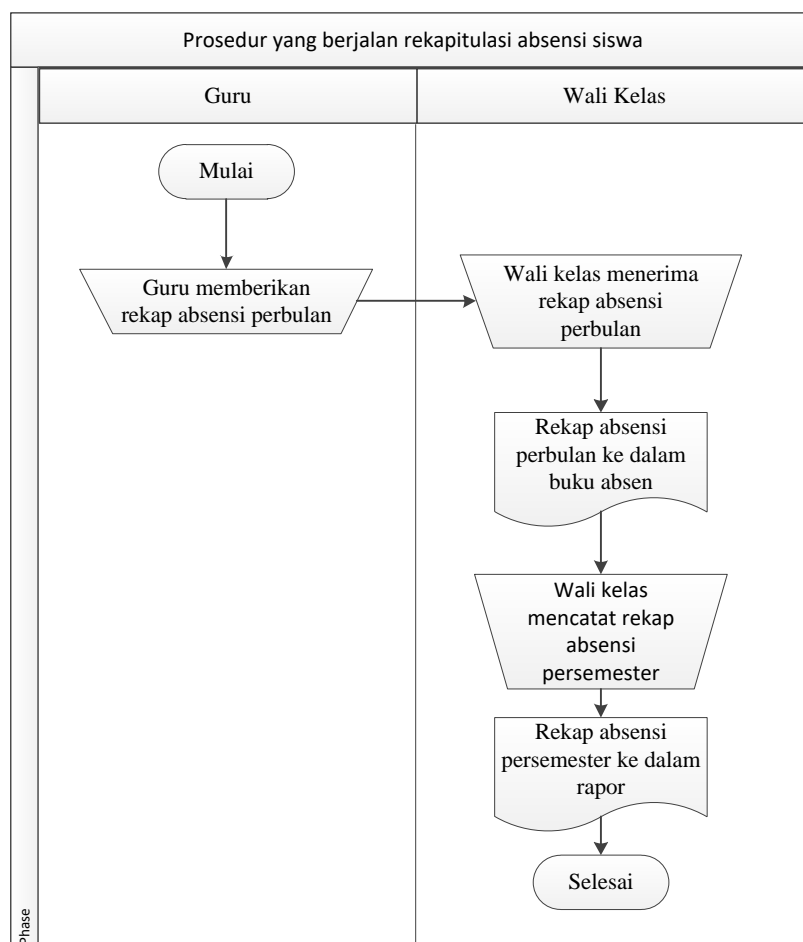 Prosedur yang berjalan rekapitulasi absensi siswa
Guru
Wali Kelas
Mulai
Guru memberikan
rekap absensi perbulan
Wali kelas menerima
rekap absensi
perbulan
Rekap absensi
perbulan ke dalam
buku absen
Wali kelas
mencatat rekap
absensi
persemester
Rekap absensi
persemester ke dalam
rapor
Selesai
Phase